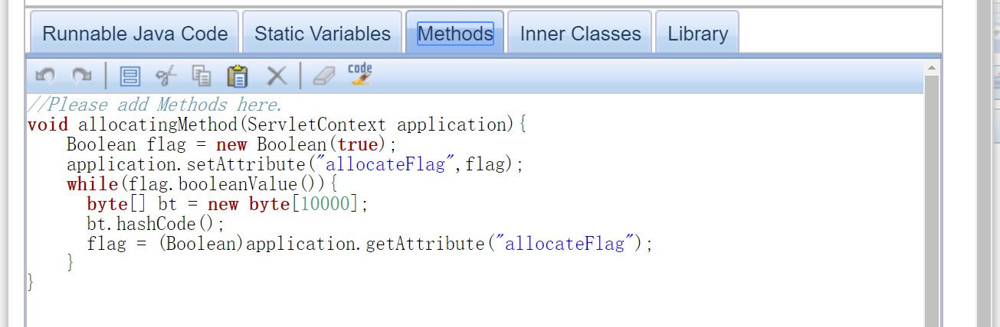 Runnable Java Code Static Variables Methods Inner Classes Library
code
//Please add Methods here.
void allocatingMethod(ServletContext application){
    Boolean flag = new Boolean(true);
    application.setAttribute("allocateFlag",flag);
    while(flag.booleanValue()){
      byte[] bt = new byte[10000];
      bt.hashCode();
      flag = (Boolean)application.getAttribute("allocateFlag");
    }
}